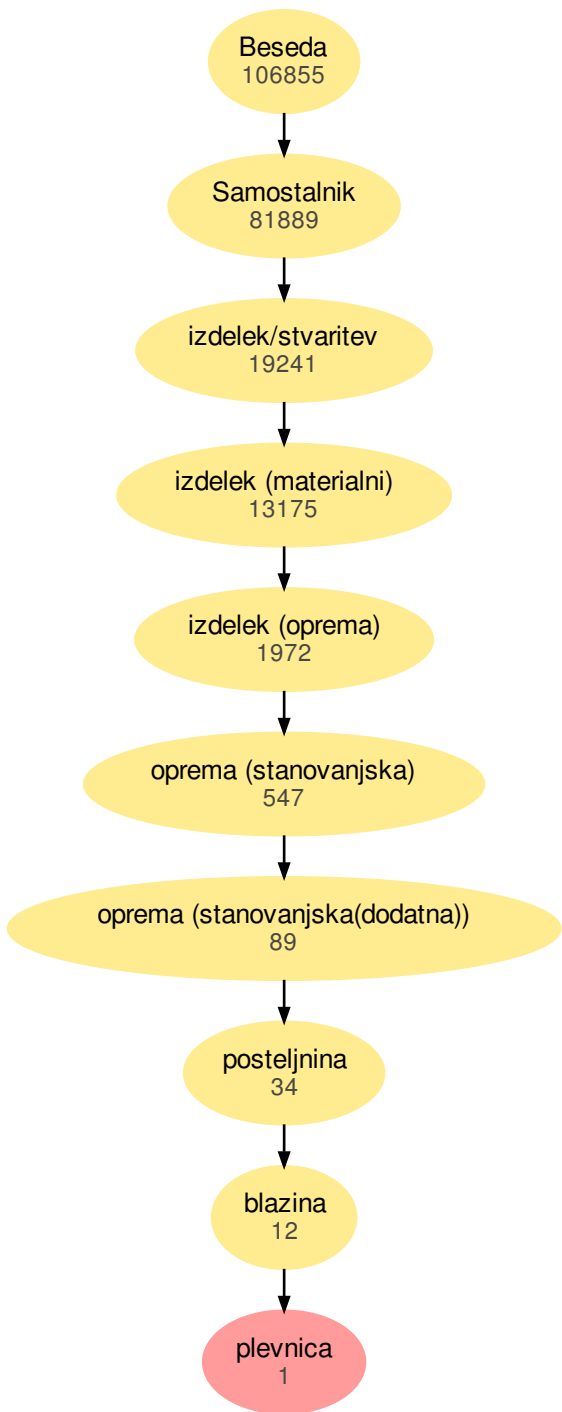 Beseda
106855
Samostalnik
81889
izdelek/stvaritev
19241
izdelek (materialni)
13175
izdelek (oprema)
1972
oprema (stanovanjska)
547
oprema (stanovanjska(dodatna))
89
posteljnina
34
blazina
12
plevnica
1